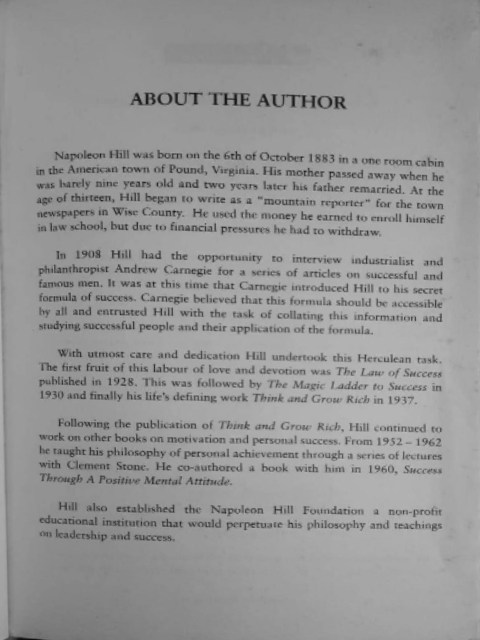 ABOUT THE AUTHOR
Napoleon Hill was born on the 6th of October 1883 in a one room cabin
in the American town of Pound, Virginia. His mother passed away when he
was barely nine years old and two years later his father remarried. At the
age of thirteen, Hill began to write as a "mountain reporter" for the town
newspapers in Wise County. He used the money he earned to enroll himself
in law school, but due to financial pressures he had to withdraw.
In 1908 Hill had the opportunity to interview industrialist and
philanthropist Andrew Carnegie for a series of articles on successful and
famous men. It was at this time that Carnegie introduced Hill to his secret
formula of success. Carnegie believed that this formula should be accessible
by all and entrusted Hill with the task of collating this information and
studying successful people and their application of the formula.
With utmost care and dedication Hill undertook this Herculean task.
The first fruit of this labour of love and devotion was The Law of Success
published in 1928. This was followed by The Magic Ladder to Success in
1930 and finally his life's defining work Think and Grow Rich in 1937.
Following the publication of Think and Grow Rich, Hill continued to
work on other books on motivation and personal success. From 1952 – 1962
he taught his philosophy of personal achievement through a series of lectures
with Clement Stone. He co-authored a book with him in 1960, Success
Through A Positive Mental Attitude.
Hill also established the Napoleon Hill Foundation a non-profit
educational institution that would perpetuate his philosophy and teachings
on leadership and success.